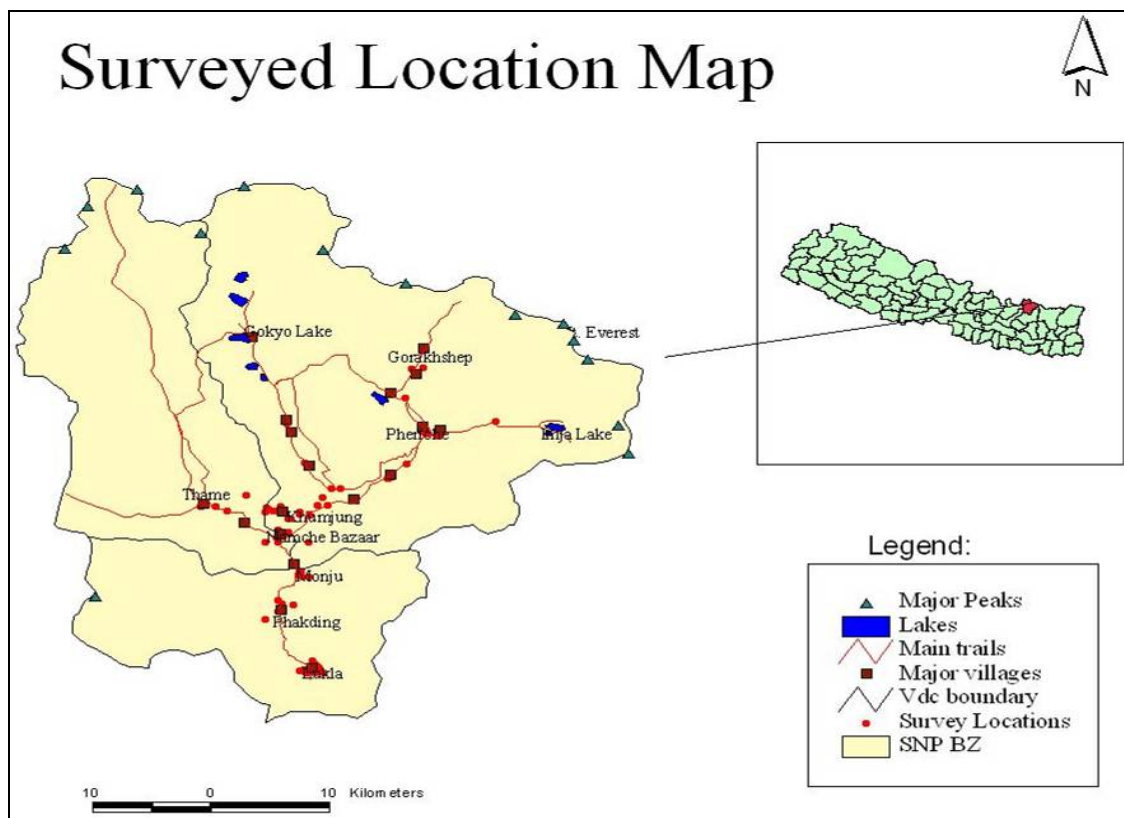 Surveyed Location Map
N
Gokyo Lake
t. Everest
Gorakhshep
Pheriche
Imja Lake
Thame
Khumjung
Namche Bazaar
Monju
Phakding
Lukla
Legend:
Major Peaks
Lakes
Main trails
Major villages
Vdc boundary
Survey Locations
SNP BZ
10 0 10 Kilometers